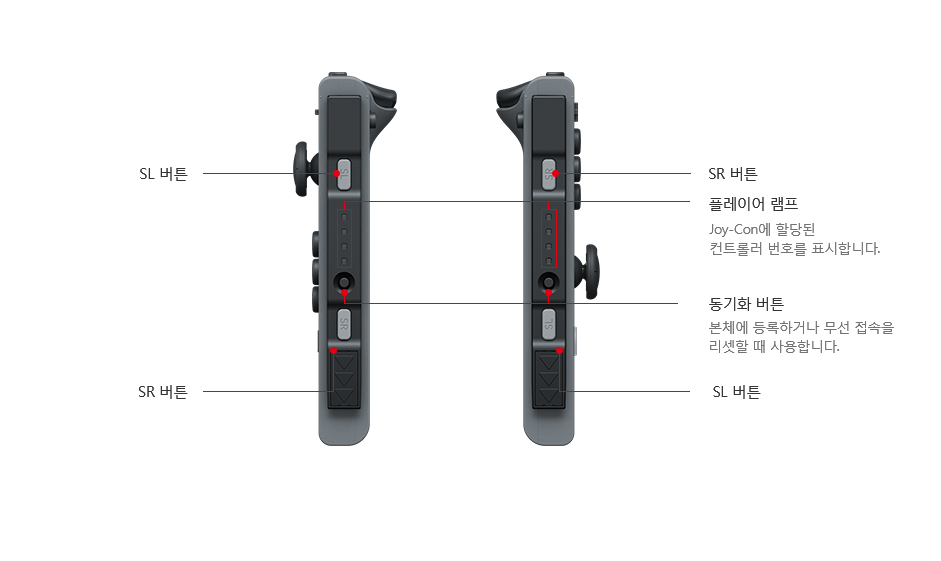 SL 버튼
SR 버튼
플레이어 램프
Joy-Con에 할당된
컨트롤러 번호를 표시합니다.
동기화 버튼
본체에 등록하거나 무선 접속을
리셋할 때 사용합니다.
SR 버튼
SL 버튼
SL
SR
SR
SL